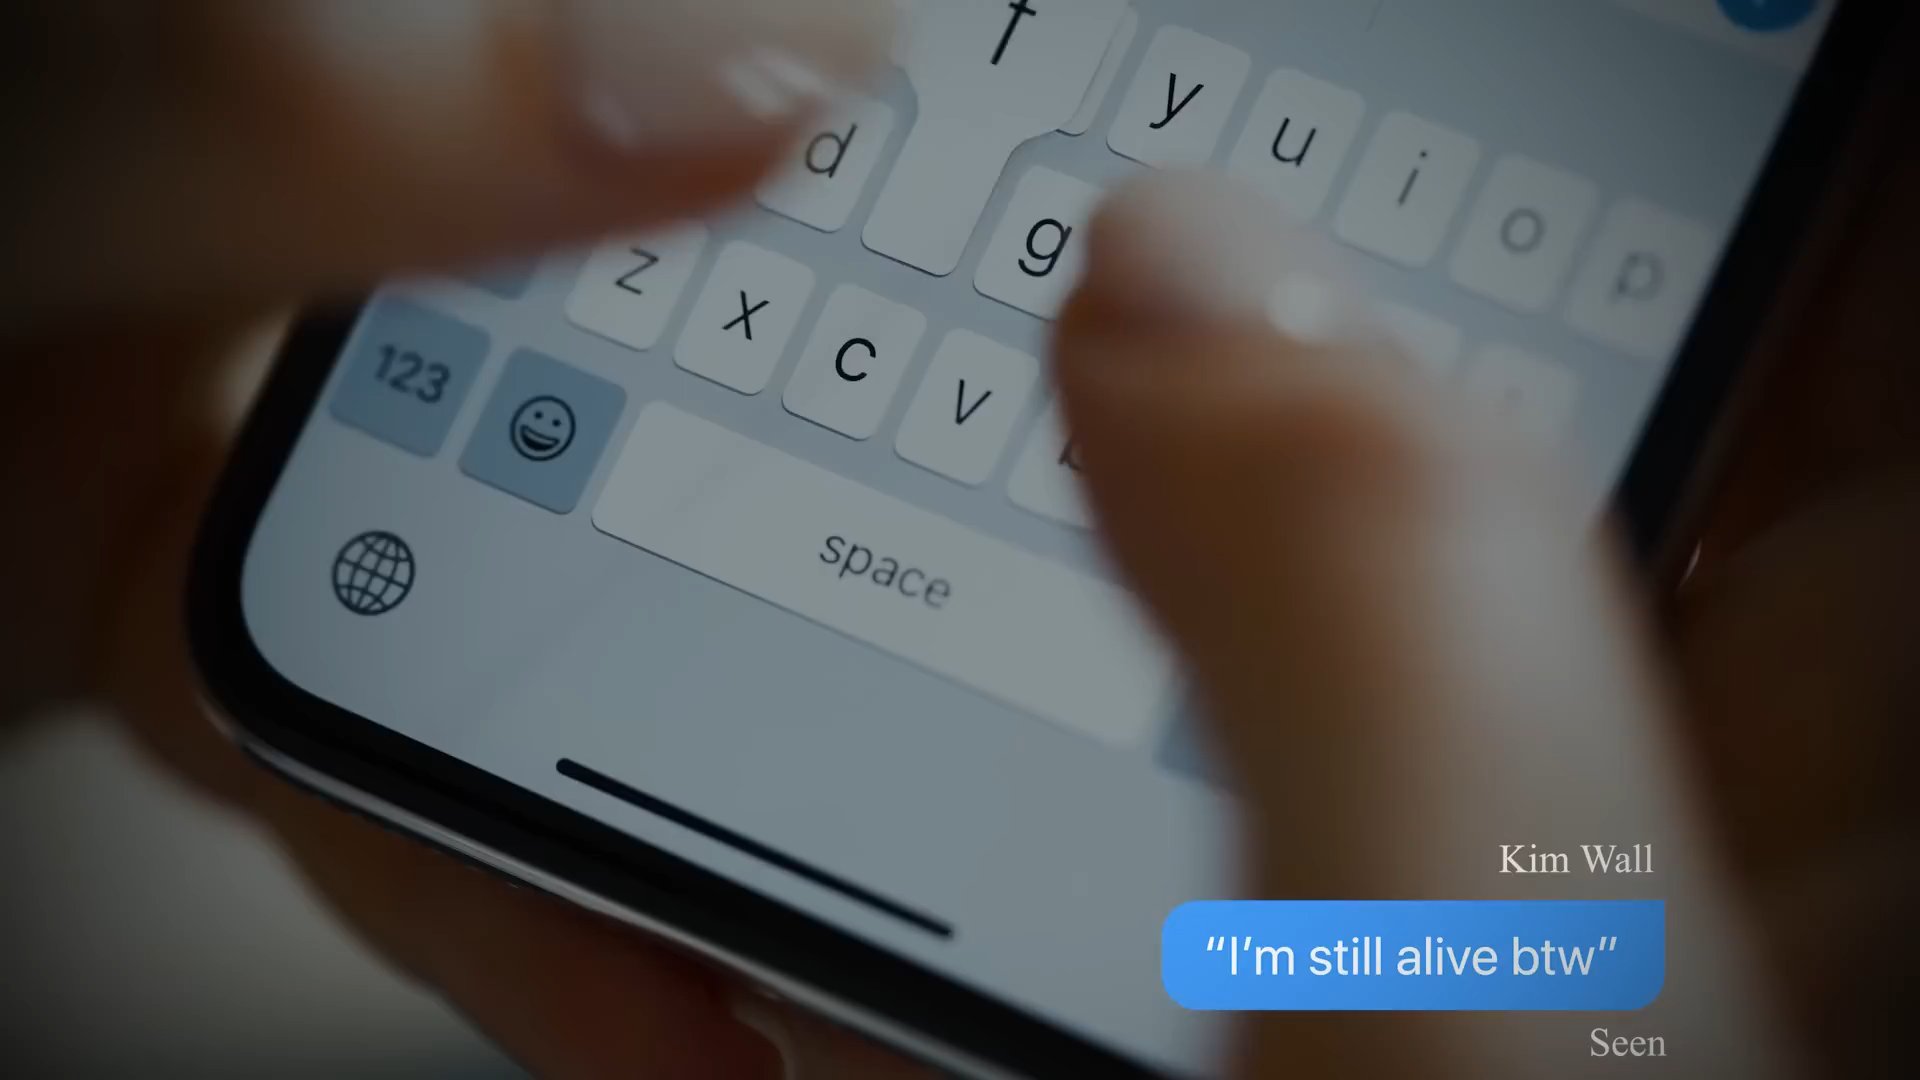 f
y u i o p
d g
z x c v
123
space
Kim Wall
“I’m still alive btw”
Seen